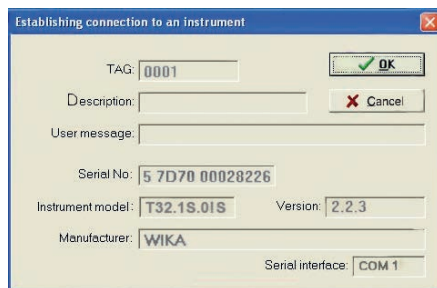 Establishing connection to an instrument
TAG: 0001
OK
Description:
Cancel
User message:
Serial No: 5 7D70 00028226
Instrument model: T32.1S.0IS Version: 2.2.3
Manufacturer: WIKA
Serial interface: COM 1